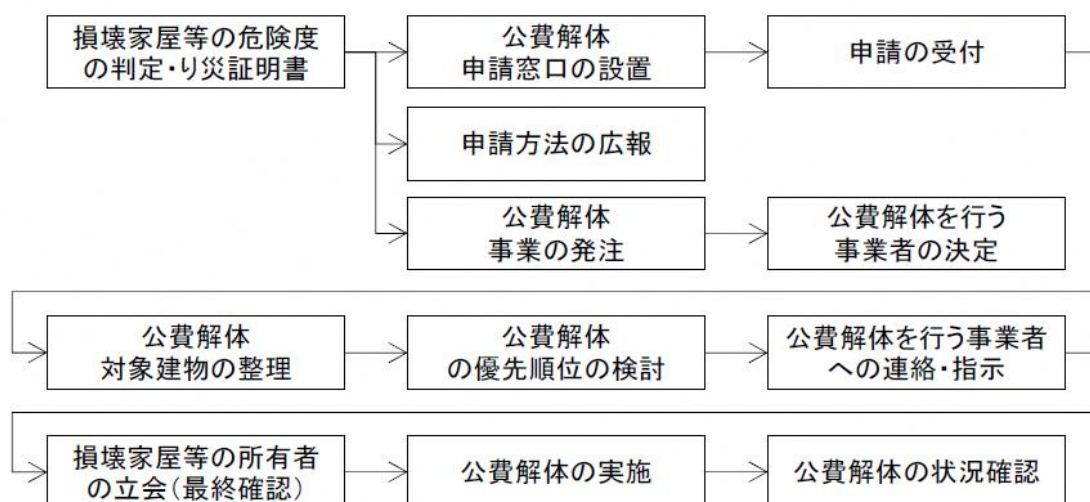 損壊家屋等の危険度
の判定・り災証明書
公費解体
申請窓口の設置
申請の受付
申請方法の広報
公費解体
事業の発注
公費解体を行う
事業者の決定
公費解体
対象建物の整理
公費解体
の優先順位の検討
公費解体を行う事業者
への連絡・指示
損壊家屋等の所有者
の立会(最終確認)
公費解体の実施
公費解体の状況確認